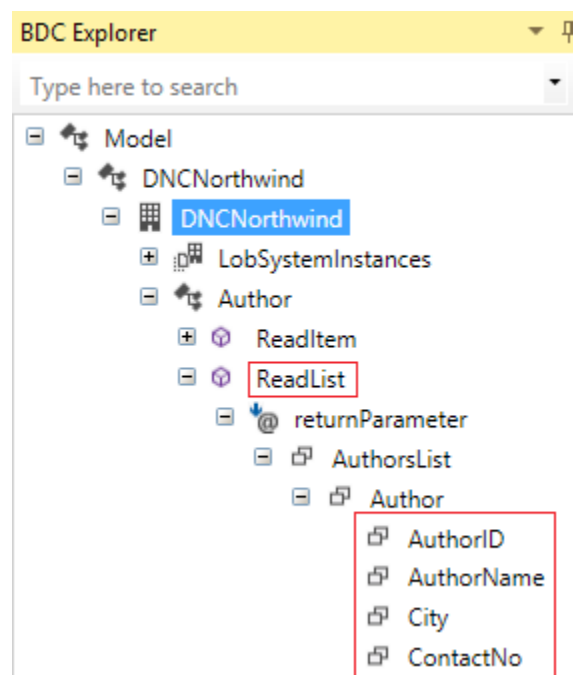 BDC Explorer
Type here to search
Model
DNCNorthwind
DNCNorthwind
LobSystemInstances
Author
ReadItem
ReadList
returnParameter
AuthorsList
Author
AuthorID
AuthorName
City
ContactNo